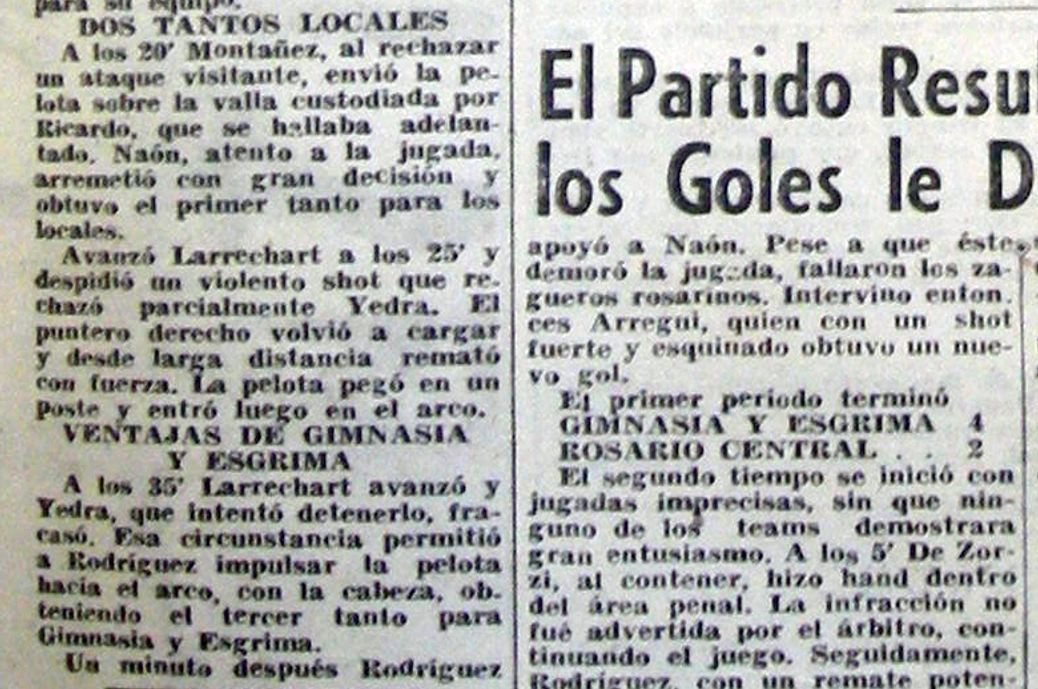 para su equipo.
DOS TANTOS LOCALES
A los 20' Montañez, al rechazar
un ataque visitante, envió la pe-
lota sobre la valla custodiada por
Ricardo, que se hallaba adelan-
tado. Naón, atento a la jugada,
arremetió con gran decisión y
obtuvo el primer tanto para los
locales.
Avanzó Larrechart a los 25' y
despidió un violento shot que re-
chazó parcialmente Yedra. El
puntero derecho volvió a cargar
y desde larga distancia remató
con fuerza. La pelota pegó en un
poste y entró luego en el arco.
VENTAJAS DE GIMNASIA
Y ESGRIMA
A los 35' Larrechart avanzó y
Yedra, que intentó detenerlo, fra-
casó. Esa circunstancia permitió
a Rodríguez impulsar la pelota
hacia el arco, con la cabeza, ob-
teniendo el tercer tanto para
Gimnasia y Esgrima.
Un minuto después Rodríguez
El Partido Resu
los Goles le D
apoyó a Naón. Pese a que éste
demoró la jugada, fallaron los za-
gueros rosarinos. Intervino enton.
ces Arregui, quien con un shot
fuerte y esquinado obtuvo un nue-
vo gol.
El primer período terminó
GIMNASIA Y ESGRIMA 4
ROSARIO CENTRAL . . 2
El segundo tiempo se inició con
jugadas imprecisas, sin que nin-
guno de los teams demostrara
gran entusiasmo. A los 5' De Zor-
zi, al contener, hizo hand dentro
del área penal. La infracción no
fué advertida por el árbitro, con-
tinuando el juego. Seguidamente,
Rodríguez, con un remate poten-